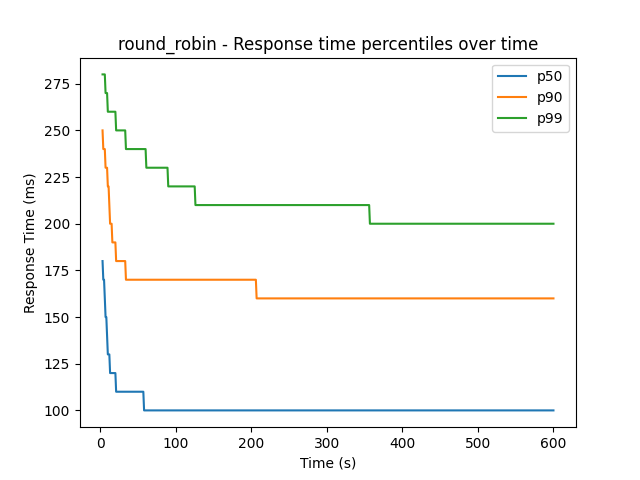 round_robin - Response time percentiles over time
p50
p90
p99
Response Time (ms)
275
250
225
200
175
150
125
100
0 100 200 300 400 500 600
Time (s)